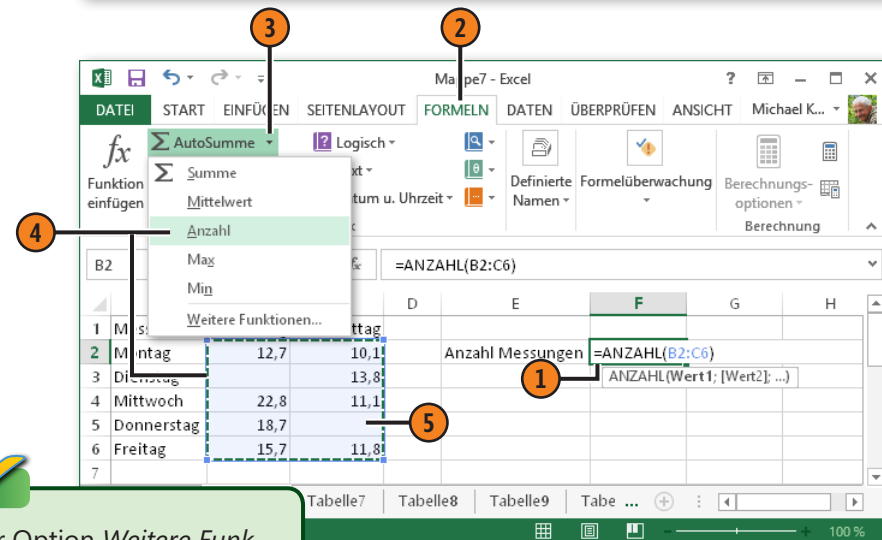 3
2
Mappe7 - Excel
?
DATEI START EINFÜGEN SEITENLAYOUT FORMELN DATEN ÜBERPRÜFEN ANSICHT Michael K...
fx Σ AutoSumme ? Logisch
Funktion einfügen
Σ Summe
Mittelwert
4
Anzahl
Max
Min
Weitere Funktionen...
xt
tum u. Uhrzeit
θ
Definierte Namen
Formelüberwachung
Berechnungs-
optionen
Berechnung
B2 fx =ANZAHL(B2:C6)
D E F G H
1 ttag
2 Montag 12,7 10,1 Anzahl Messungen =ANZAHL(B2:C6)
3 Dienstag 13,8 1 ANZAHL(Wert1; [Wert2]; ...)
4 Mittwoch 22,8 11,1
5 Donnerstag 18,7 5
6 Freitag 15,7 11,8
7
Tabelle7 Tabelle8 Tabelle9 Tabe ...
100 %
r Option Weitere Funk-